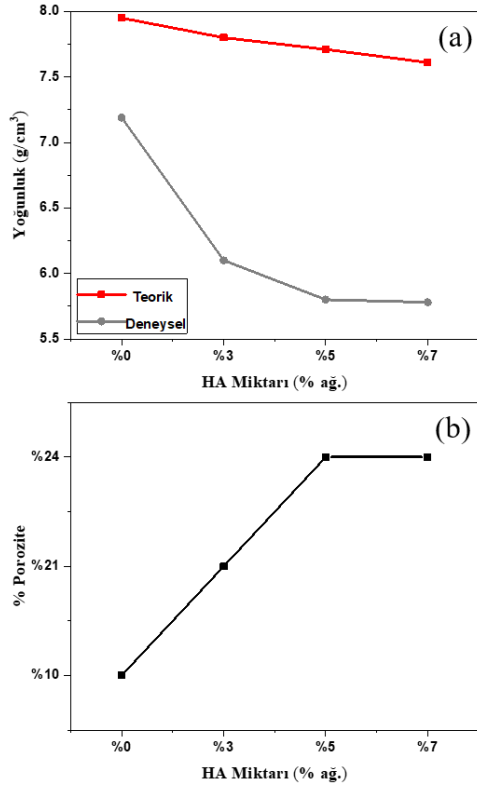 (a)
Yoğunluk (g/cm³)
8.0
7.5
7.0
6.5
6.0
5.5
Teorik
Deneysel
%0 %3 %5 %7
HA Miktarı (% ağ.)
(b)
% Porozite
%24
%21
%10
%0 %3 %5 %7
HA Miktarı (% ağ.)